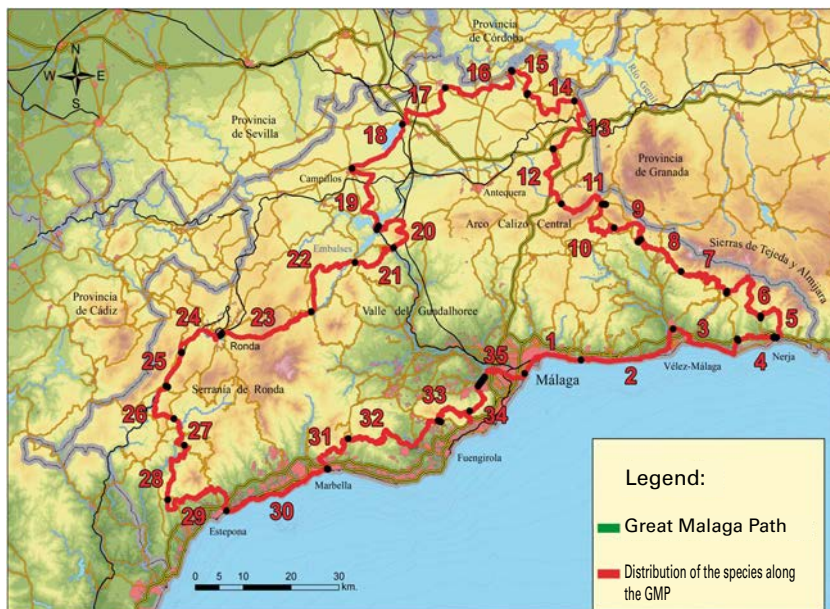 Provincia
de Córdoba
N
W E
S
Provincia
de Sevilla
Río Genil
16
15
17
14
18
13
Provincia
de Granada
Campillos
12
Antequera
11
19
Arco Calizo Central
9
20
10
Sierras de Tejeda y Almijara
Embalses
8
22
21
7
Provincia
de Cádiz
Valle del Guadalhorce
6
24
23
5
Ronda
3
25
35
1
4
Nerja
Vélez-Málaga
2
Málaga
Serranía de Ronda
26
33
34
27
32
31
Fuengirola
28
Marbella
29
30
Estepona
0 5 10 20 30
km.
Legend:
Great Malaga Path
Distribution of the species along
the GMP